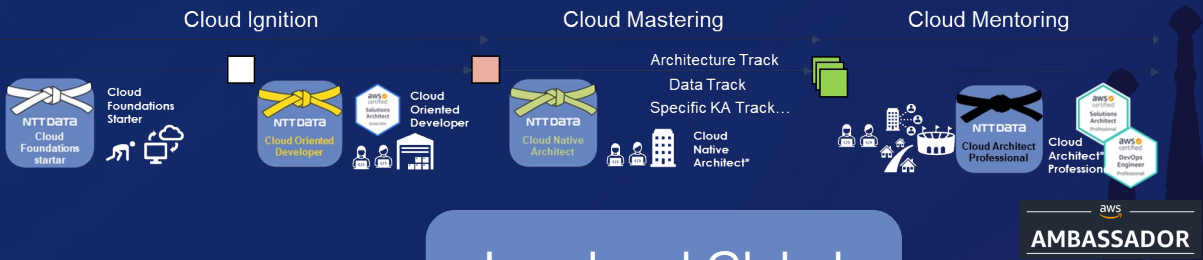 Cloud Ignition
Cloud Mastering
Cloud Mentoring
NTT DATA
Cloud
Foundations
startar
Cloud
Foundations
Starter
NTT DATA
Cloud Oriented
Developer
aws
certified
Solutions
Architect
Associate
Cloud
Oriented
Developer
NTT DATA
Cloud Native
Architect
Architecture Track
Data Track
Specific KA Track...
Cloud
Native
Architect*
NTT DATA
Cloud Architect
Professional
Cloud
Architect*
Profession
aws
certified
Solutions
Architect
Professional
aws
certified
DevOps
Engineer
Professional
aws
AMBASSADOR